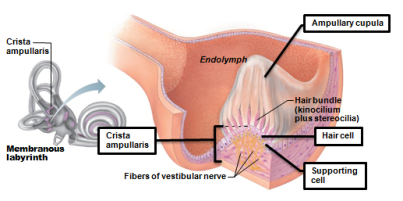 Ampullary cupula
Crista
ampullaris
Endolymph
Hair bundle
(kinocilium
plus stereocilia)
Crista
ampullaris
Hair cell
Membranous
labyrinth
Fibers of vestibular nerve
Supporting
cell